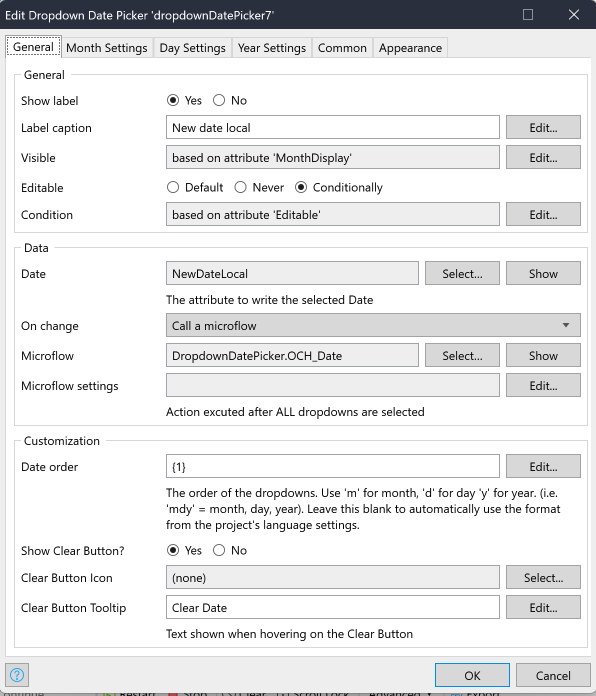 Edit Dropdown Date Picker 'dropdownDatePicker7'
General Month Settings Day Settings Year Settings Common Appearance
General
Show label Yes No
Label caption New date local Edit...
Visible based on attribute 'MonthDisplay' Edit...
Editable Default Never Conditionally
Condition based on attribute 'Editable' Edit...
Data
Date NewDateLocal Select... Show
The attribute to write the selected Date
On change Call a microflow
Microflow DropdownDatePicker.OCH_Date Select... Show
Microflow settings Edit...
Action excuted after ALL dropdowns are selected
Customization
Date order {1} Edit...
The order of the dropdowns. Use 'm' for month, 'd' for day 'y' for year. (i.e.
'mdy' = month, day, year). Leave this blank to automatically use the format
from the project's language settings.
Show Clear Button? Yes No
Clear Button Icon (none) Select...
Clear Button Tooltip Clear Date Edit...
Text shown when hovering on the Clear Button
? OK Cancel